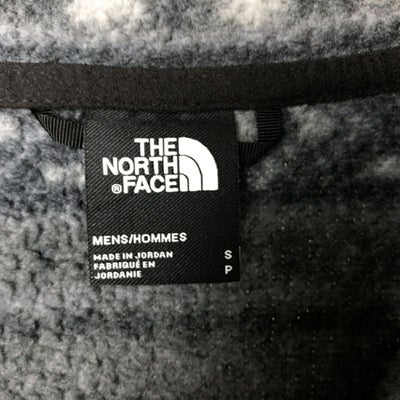 THE
NORTH
® FACE
MENS/HOMMES
MADE IN JORDAN S
FABRIQUÉ EN P
JORDANIE